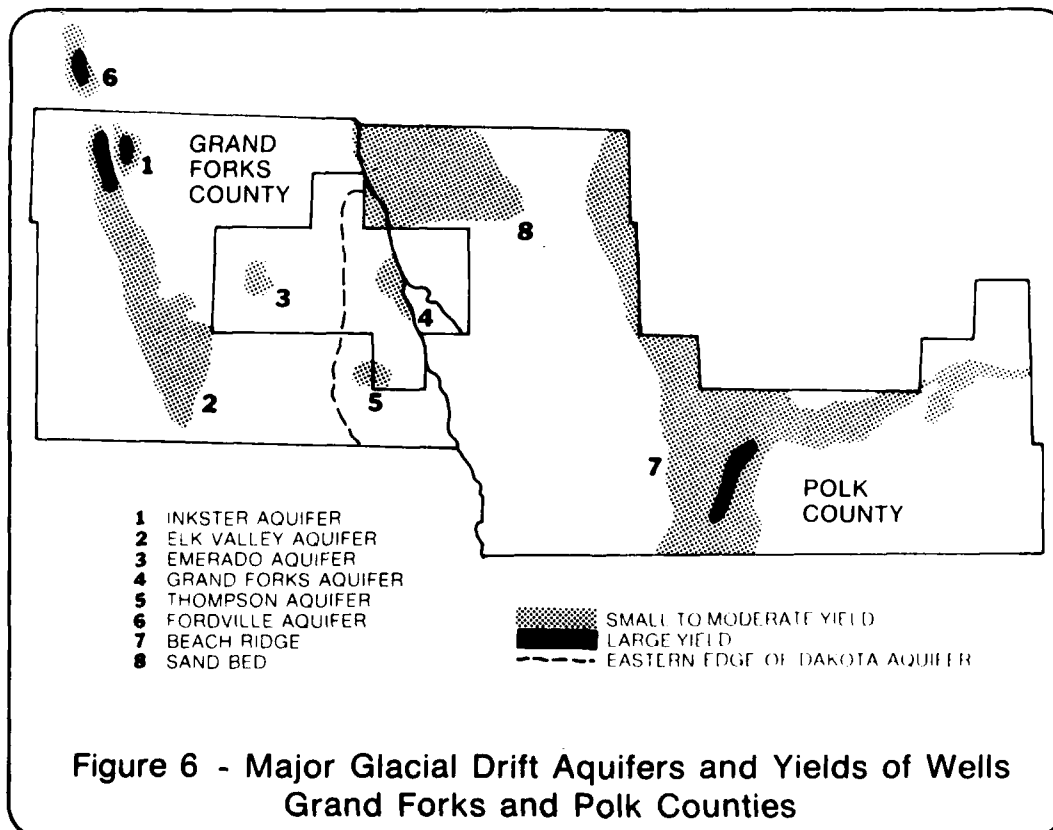 6
GRAND
FORKS
COUNTY
1
8
3
4
2
5
7
POLK
COUNTY
1 INKSTER AQUIFER
2 ELK VALLEY AQUIFER
3 EMERADO AQUIFER
4 GRAND FORKS AQUIFER
5 THOMPSON AQUIFER
6 FORDVILLE AQUIFER
7 BEACH RIDGE
8 SAND BED
SMALL TO MODERATE YIELD
LARGE YIELD
EASTERN EDGE OF DAKOTA AQUIFER
Figure 6 - Major Glacial Drift Aquifers and Yields of Wells
Grand Forks and Polk Counties